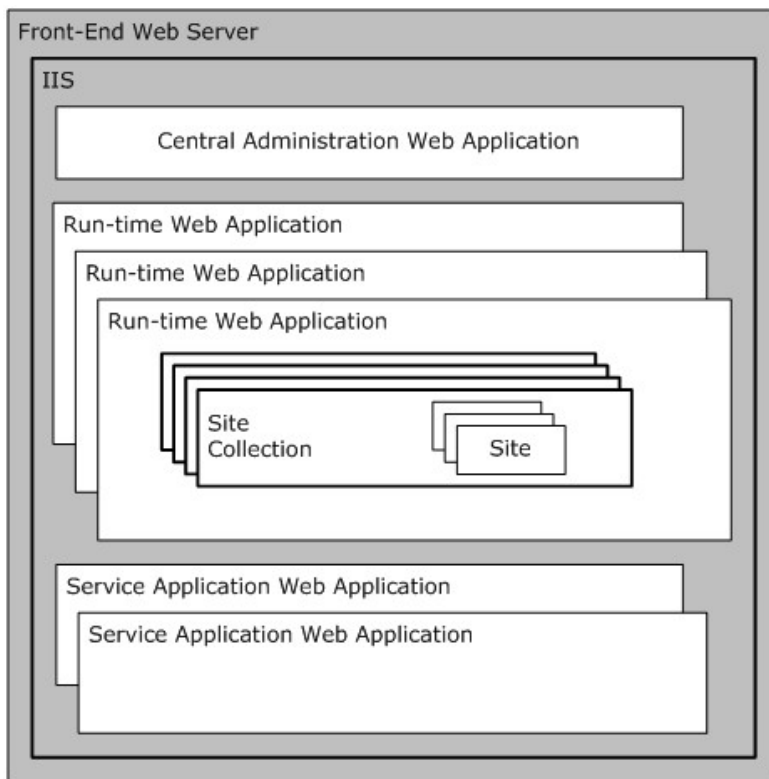 Front-End Web Server
IIS
Central Administration Web Application
Run-time Web Application
Run-time Web Application
Run-time Web Application
Site
Collection
Site
Service Application Web Application
Service Application Web Application